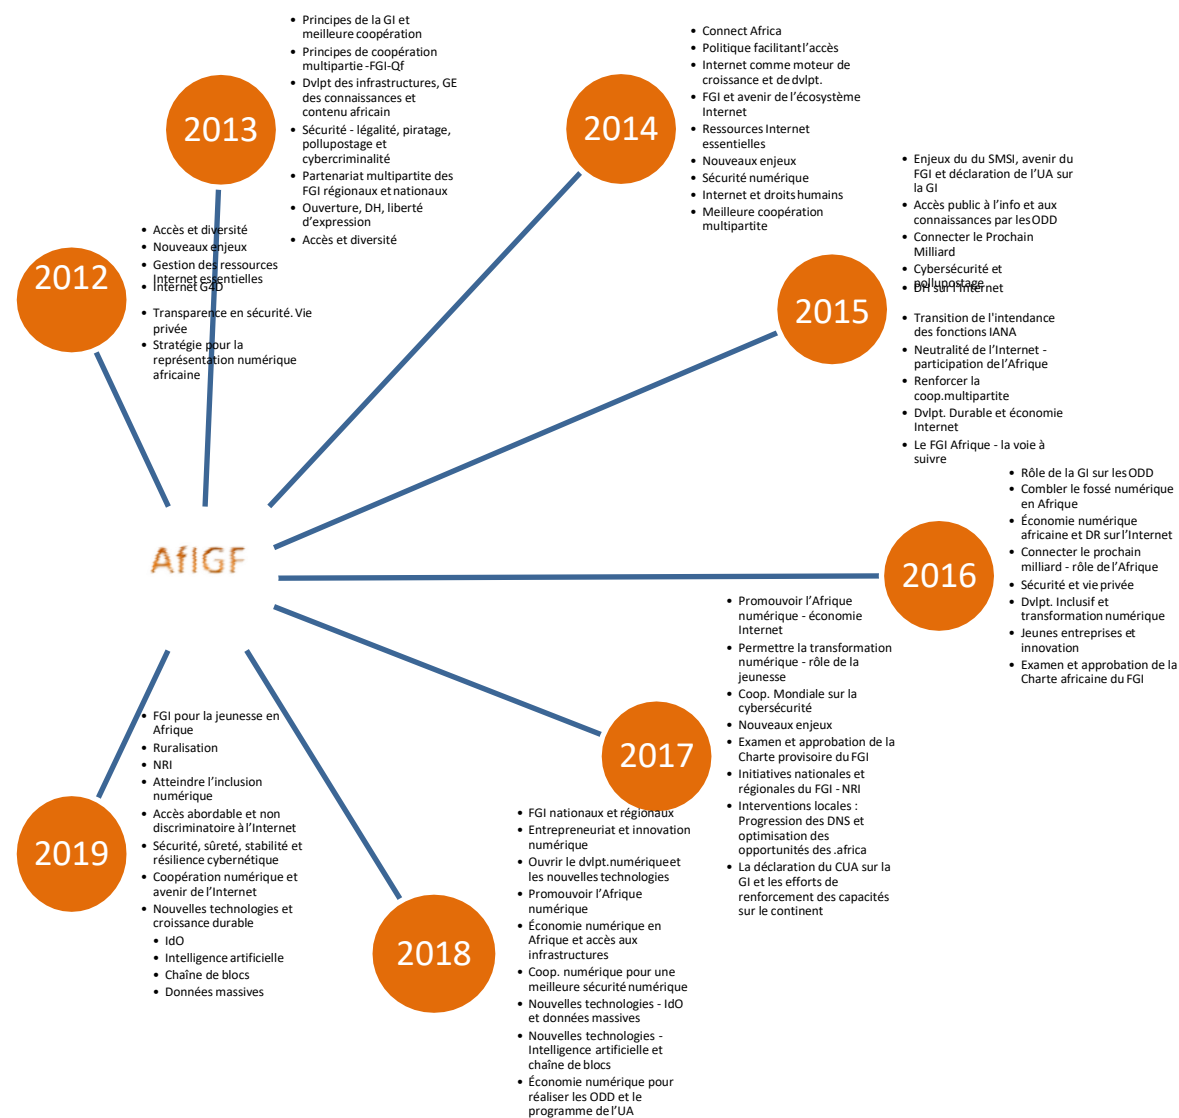 2013
• Principes de la GI et
meilleure coopération
• Principes de coopération
multipartie -FGI-Qf
• Dvlpt des infrastructures, GE
des connaissances et
contenu africain
• Sécurité - légalité, piratage,
pollupostage et
cybercriminalité
• Partenariat multipartite des
FGI régionaux et nationaux
• Ouverture, DH, liberté
d'expression
• Accès et diversité
2014
• Connect Africa
• Politique facilitant l'accès
• Internet comme moteur de
croissance et de dvlpt.
• FGI et avenir de l'écosystème
Internet
• Ressources Internet
essentielles
• Nouveaux enjeux
• Sécurité numérique
• Internet et droits humains
• Meilleure coopération
multipartite
2012
• Accès et diversité
• Nouveaux enjeux
• Gestion des ressources
Internet essentielles
• Internet G4D
• Transparence en sécurité. Vie
privée
• Stratégie pour la
représentation numérique
africaine
2015
• Enjeux du du SMSI, avenir du
FGI et déclaration de l'UA sur
la GI
• Accès public à l'info et aux
connaissances par les ODD
• Connecter le Prochain
Milliard
• Cybersécurité et
pollupostage
• DH sur l'Internet
• Transition de l'intendance
des fonctions IANA
• Neutralité de l'Internet -
participation de l'Afrique
• Renforcer la
coop.multipartite
• Dvlpt. Durable et économie
Internet
• Le FGI Afrique - la voie à
suivre
AfIGF
2016
• Rôle de la GI sur les ODD
• Combler le fossé numérique
en Afrique
• Économie numérique
africaine et DR sur l'Internet
• Connecter le prochain
milliard - rôle de l'Afrique
• Sécurité et vie privée
• Dvlpt. Inclusif et
transformation numérique
• Jeunes entreprises et
innovation
• Examen et approbation de la
Charte africaine du FGI
2017
• Promouvoir l'Afrique
numérique - économie
Internet
• Permettre la transformation
numérique - rôle de la
jeunesse
• Coop. Mondiale sur la
cybersécurité
• Nouveaux enjeux
• Examen et approbation de la
Charte provisoire du FGI
• Initiatives nationales et
régionales du FGI - NRI
• Interventions locales :
Progression des DNS et
optimisation des
opportunités des .africa
• La déclaration du CUA sur la
GI et les efforts de
renforcement des capacités
sur le continent
2018
• FGI nationaux et régionaux
• Entrepreneuriat et innovation
numérique
• Ouvrir le dvlpt.numérique et
les nouvelles technologies
• Promouvoir l'Afrique
numérique
• Économie numérique en
Afrique et accès aux
infrastructures
• Coop. numérique pour une
meilleure sécurité numérique
• Nouvelles technologies - IdO
et données massives
• Nouvelles technologies -
Intelligence artificielle et
chaîne de blocs
• Économie numérique pour
réaliser les ODD et le
programme de l'UA
2019
• FGI pour la jeunesse en
Afrique
• Ruralisation
• NRI
• Atteindre l'inclusion
numérique
• Accès abordable et non
discriminatoire à l'Internet
• Sécurité, sûreté, stabilité et
résilience cybernétique
• Coopération numérique et
avenir de l'Internet
• Nouvelles technologies et
croissance durable
• IdO
• Intelligence artificielle
• Chaîne de blocs
• Données massives